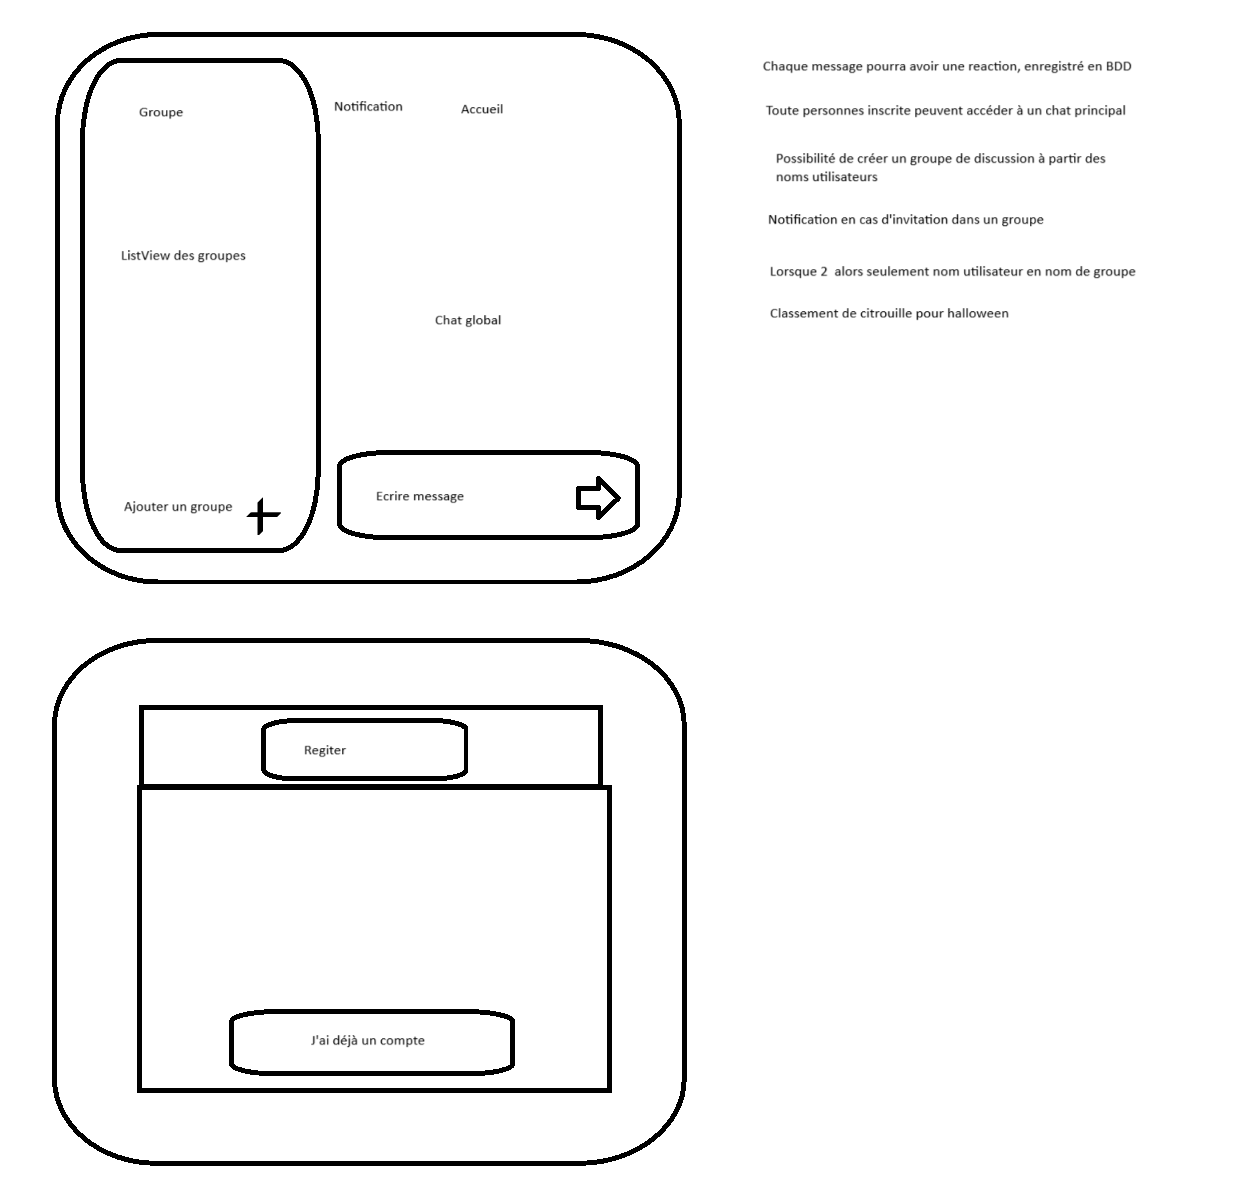 Groupe
Notification
Accueil
ListView des groupes
Chat global
Ajouter un groupe
Ecrire message
Chaque message pourra avoir une reaction, enregistré en BDD
Toute personnes inscrite peuvent accéder à un chat principal
Possibilité de créer un groupe de discussion à partir des
noms utilisateurs
Notification en cas d'invitation dans un groupe
Lorsque 2  alors seulement nom utilisateur en nom de groupe
Classement de citrouille pour halloween
Regiter
J'ai déjà un compte